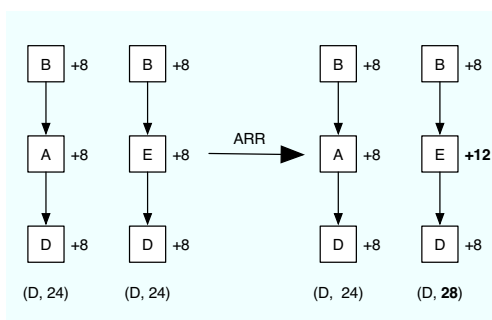 B +8 B +8 B +8 B +8
ARR
A +8 E +8 A +8 E +12
D +8 D +8 D +8 D +8
(D, 24) (D, 24) (D, 24) (D, 28)